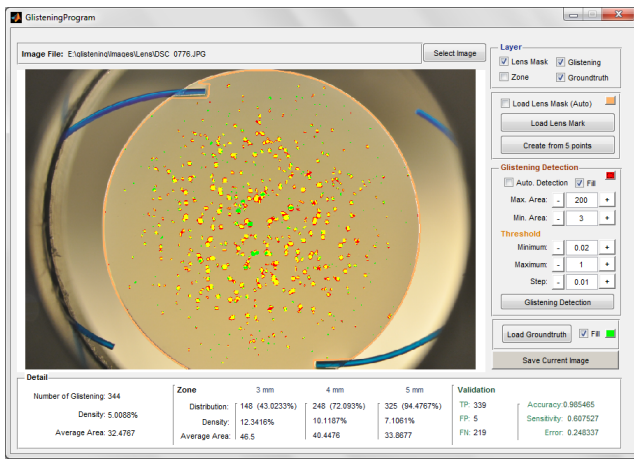 GlisteningProgram
Image File: E:\glistening\Images\Lens\DSC_0776.JPG
Select Image
Layer
Lens Mask
Glistening
Zone
Groundtruth
Load Lens Mask (Auto)
Load Lens Mark
Create from 5 points
Glistening Detection
Auto. Detection
Fill
Max. Area: - 200 +
Min. Area: - 3 +
Threshold
Minimum: - 0.02 +
Maximum: - 1 +
Step: - 0.01 +
Glistening Detection
Load Groundtruth
Fill
Save Current Image
Detail
Number of Glistening: 344
Density: 5.0088%
Average Area: 32.4767
Zone 3 mm 4 mm 5 mm
Distribution: 148 (43.0233%) 248 (72.093%) 325 (94.4767%)
Density: 12.3416% 10.1187% 7.1061%
Average Area: 46.5 40.4476 33.8677
Validation
TP: 339 Accuracy:0.985465
FP: 5 Sensitivity: 0.607527
FN: 219 Error: 0.248337